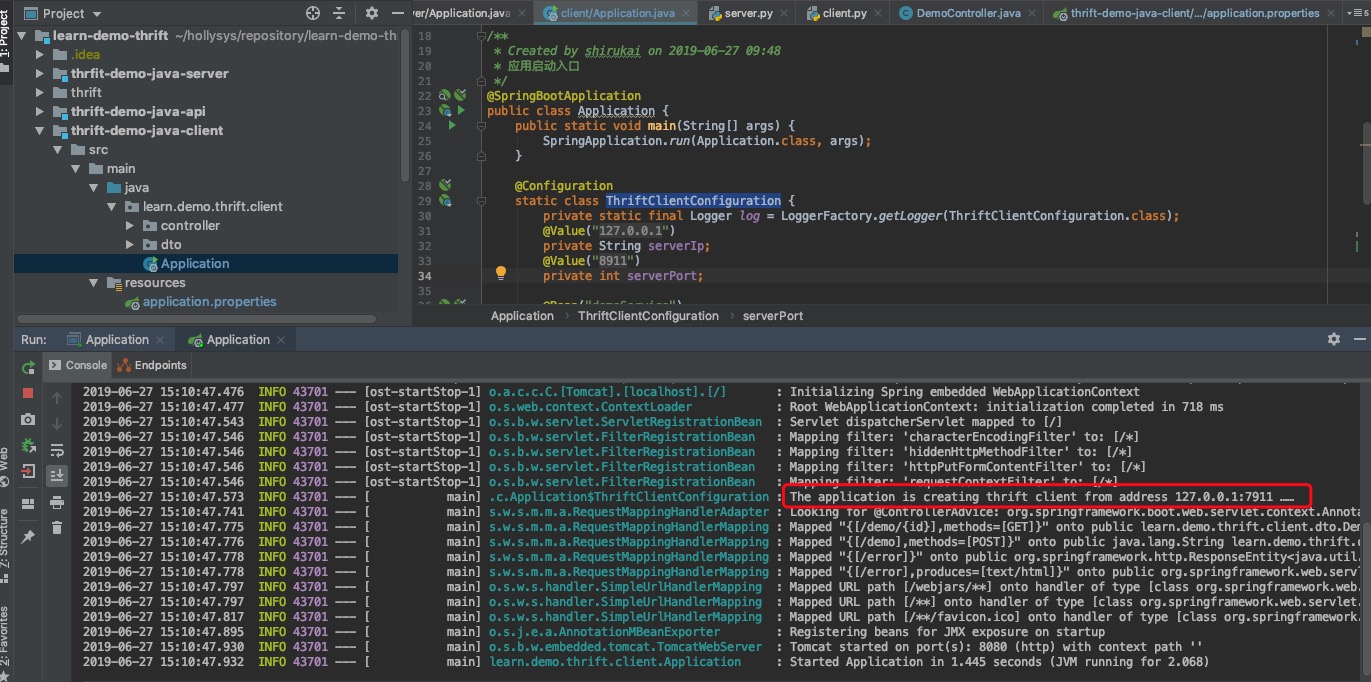 Project
1: Project
ver/Application.java
client/Application.java
server.py
client.py
DemoController.java
thrift-demo-java-client/.../application.properties
learn-demo-thrift ~/hollysys/repository/learn-demo-th
.idea
thrfit-demo-java-server
thrift
thrift-demo-java-api
thrift-demo-java-client
src
main
java
learn.demo.thrift.client
controller
dto
Application
resources
application.properties
18 /**
19 * Created by shirukai on 2019-06-27 09:48
20 * 应用启动入口
21 */
22 @SpringBootApplication
23 public class Application {
24 public static void main(String[] args) {
25 SpringApplication.run(Application.class, args);
26 }
27
28 @Configuration
29 static class ThriftClientConfiguration {
30 private static final Logger log = LoggerFactory.getLogger(ThriftClientConfiguration.class);
31 @Value("127.0.0.1")
32 private String serverIp;
33 @Value("8911")
34 private int serverPort;
35
Application › ThriftClientConfiguration › serverPort
Run: Application Application
Console Endpoints
2019-06-27 15:10:47.476 INFO 43701 --- [ost-startStop-1] o.a.c.c.C.[Tomcat].[localhost].[/] : Initializing Spring embedded WebApplicationContext
2019-06-27 15:10:47.477 INFO 43701 --- [ost-startStop-1] o.s.web.context.ContextLoader : Root WebApplicationContext: initialization completed in 718 ms
2019-06-27 15:10:47.543 INFO 43701 --- [ost-startStop-1] o.s.b.w.servlet.ServletRegistrationBean : Servlet dispatcherServlet mapped to [/]
2019-06-27 15:10:47.546 INFO 43701 --- [ost-startStop-1] o.s.b.w.servlet.FilterRegistrationBean : Mapping filter: 'characterEncodingFilter' to: [/*]
2019-06-27 15:10:47.546 INFO 43701 --- [ost-startStop-1] o.s.b.w.servlet.FilterRegistrationBean : Mapping filter: 'hiddenHttpMethodFilter' to: [/*]
2019-06-27 15:10:47.546 INFO 43701 --- [ost-startStop-1] o.s.b.w.servlet.FilterRegistrationBean : Mapping filter: 'httpPutFormContentFilter' to: [/*]
2019-06-27 15:10:47.546 INFO 43701 --- [ost-startStop-1] o.s.b.w.servlet.FilterRegistrationBean : Mapping filter: 'requestContextFilter' to: [/*]
2019-06-27 15:10:47.573 INFO 43701 --- [ main] .c.Application$ThriftClientConfiguration : The application is creating thrift client from address 127.0.0.1:7911 ……
2019-06-27 15:10:47.741 INFO 43701 --- [ main] s.w.s.m.m.a.RequestMappingHandlerAdapter : Looking for @ControllerAdvice: org.springframework.boot.web.servlet.context.Annota
2019-06-27 15:10:47.775 INFO 43701 --- [ main] s.w.s.m.m.a.RequestMappingHandlerMapping : Mapped "{[/demo/{id}],methods=[GET]}" onto public learn.demo.thrift.client.dto.Dem
2019-06-27 15:10:47.776 INFO 43701 --- [ main] s.w.s.m.m.a.RequestMappingHandlerMapping : Mapped "{[/demo],methods=[POST]}" onto public java.lang.String learn.demo.thrift.c
2019-06-27 15:10:47.778 INFO 43701 --- [ main] s.w.s.m.m.a.RequestMappingHandlerMapping : Mapped "{[/error]}" onto public org.springframework.http.ResponseEntity<java.util.
2019-06-27 15:10:47.778 INFO 43701 --- [ main] s.w.s.m.m.a.RequestMappingHandlerMapping : Mapped "{[/error],produces=[text/html]}" onto public org.springframework.web.servl
2019-06-27 15:10:47.797 INFO 43701 --- [ main] o.s.w.s.handler.SimpleUrlHandlerMapping : Mapped URL path [/webjars/**] onto handler of type [class org.springframework.web.s
2019-06-27 15:10:47.797 INFO 43701 --- [ main] o.s.w.s.handler.SimpleUrlHandlerMapping : Mapped URL path [/**] onto handler of type [class org.springframework.web.servlet.
2019-06-27 15:10:47.817 INFO 43701 --- [ main] o.s.w.s.handler.SimpleUrlHandlerMapping : Mapped URL path [/**/favicon.ico] onto handler of type [class org.springframework.
2019-06-27 15:10:47.895 INFO 43701 --- [ main] o.s.j.e.a.AnnotationMBeanExporter : Registering beans for JMX exposure on startup
2019-06-27 15:10:47.930 INFO 43701 --- [ main] o.s.b.w.embedded.tomcat.TomcatWebServer : Tomcat started on port(s): 8080 (http) with context path ''
2019-06-27 15:10:47.932 INFO 43701 --- [ main] learn.demo.thrift.client.Application : Started Application in 1.445 seconds (JVM running for 2.068)
Web
7: Structure
2: Favorites